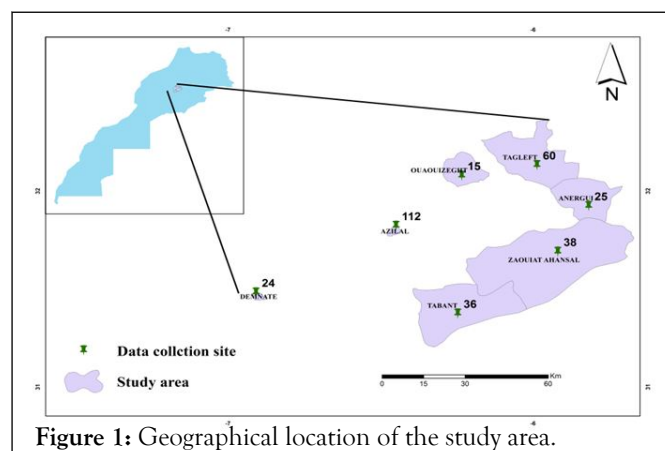 -7 -6
N
60
TAGLEFT
15
OUAOUIZEGHT
32 32
25
ANERGUI
112
AZILAL
38
ZAOUIAT AHANSAL
24
DEMNATE
36
TABANT
Data collction site
Km
0 15 30 60
Study area
31 31
-7 -6
Figure 1: Geographical location of the study area.